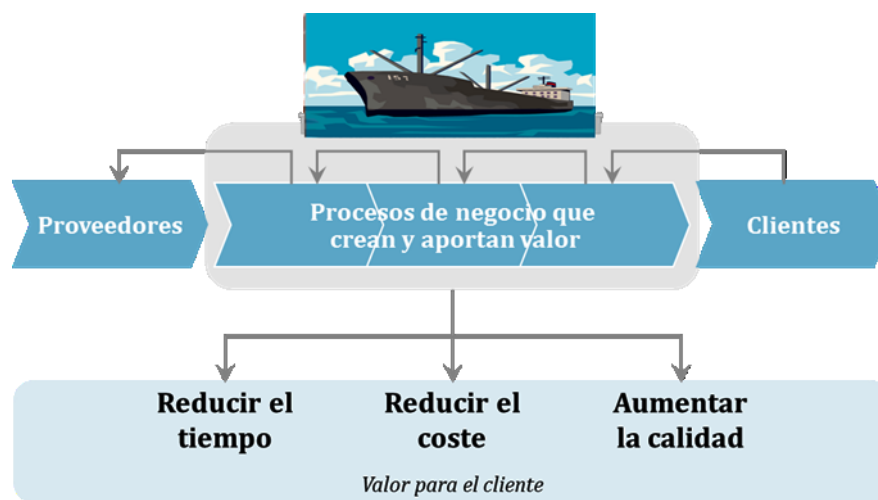 157
Proveedores
Procesos de negocio que
crean y aportan valor
Clientes
Reducir el
tiempo
Reducir el
coste
Aumentar
la calidad
Valor para el cliente